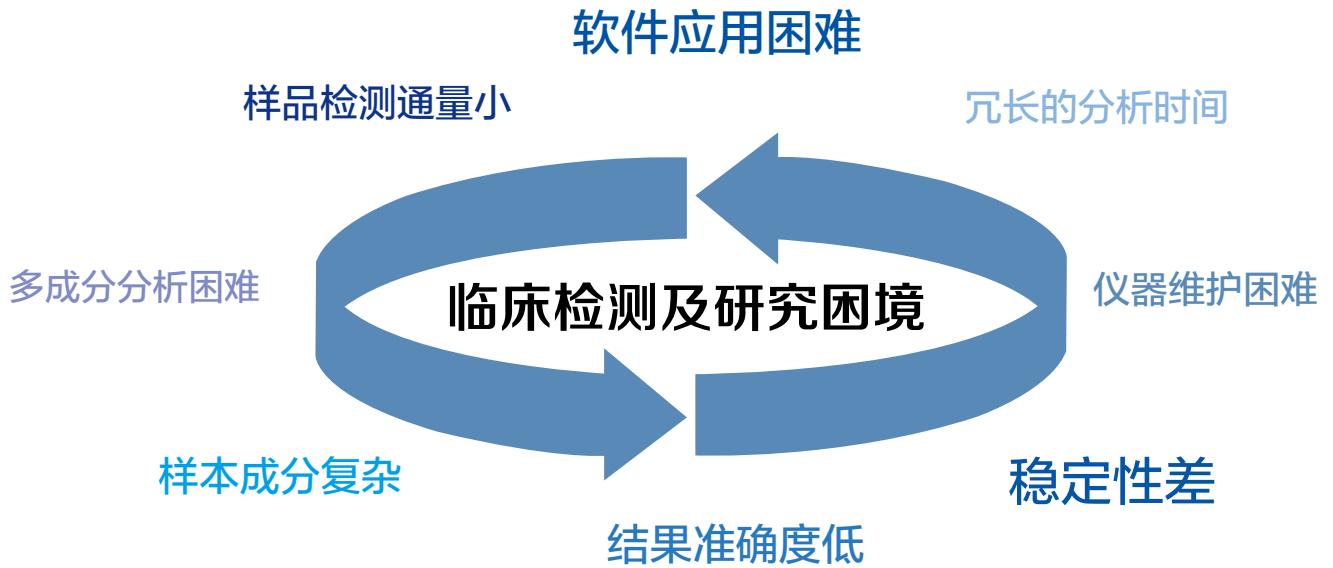 软件应用困难
样品检测通量小
冗长的分析时间
多成分分析困难
临床检测及研究困境
仪器维护困难
样本成分复杂
稳定性差
结果准确度低